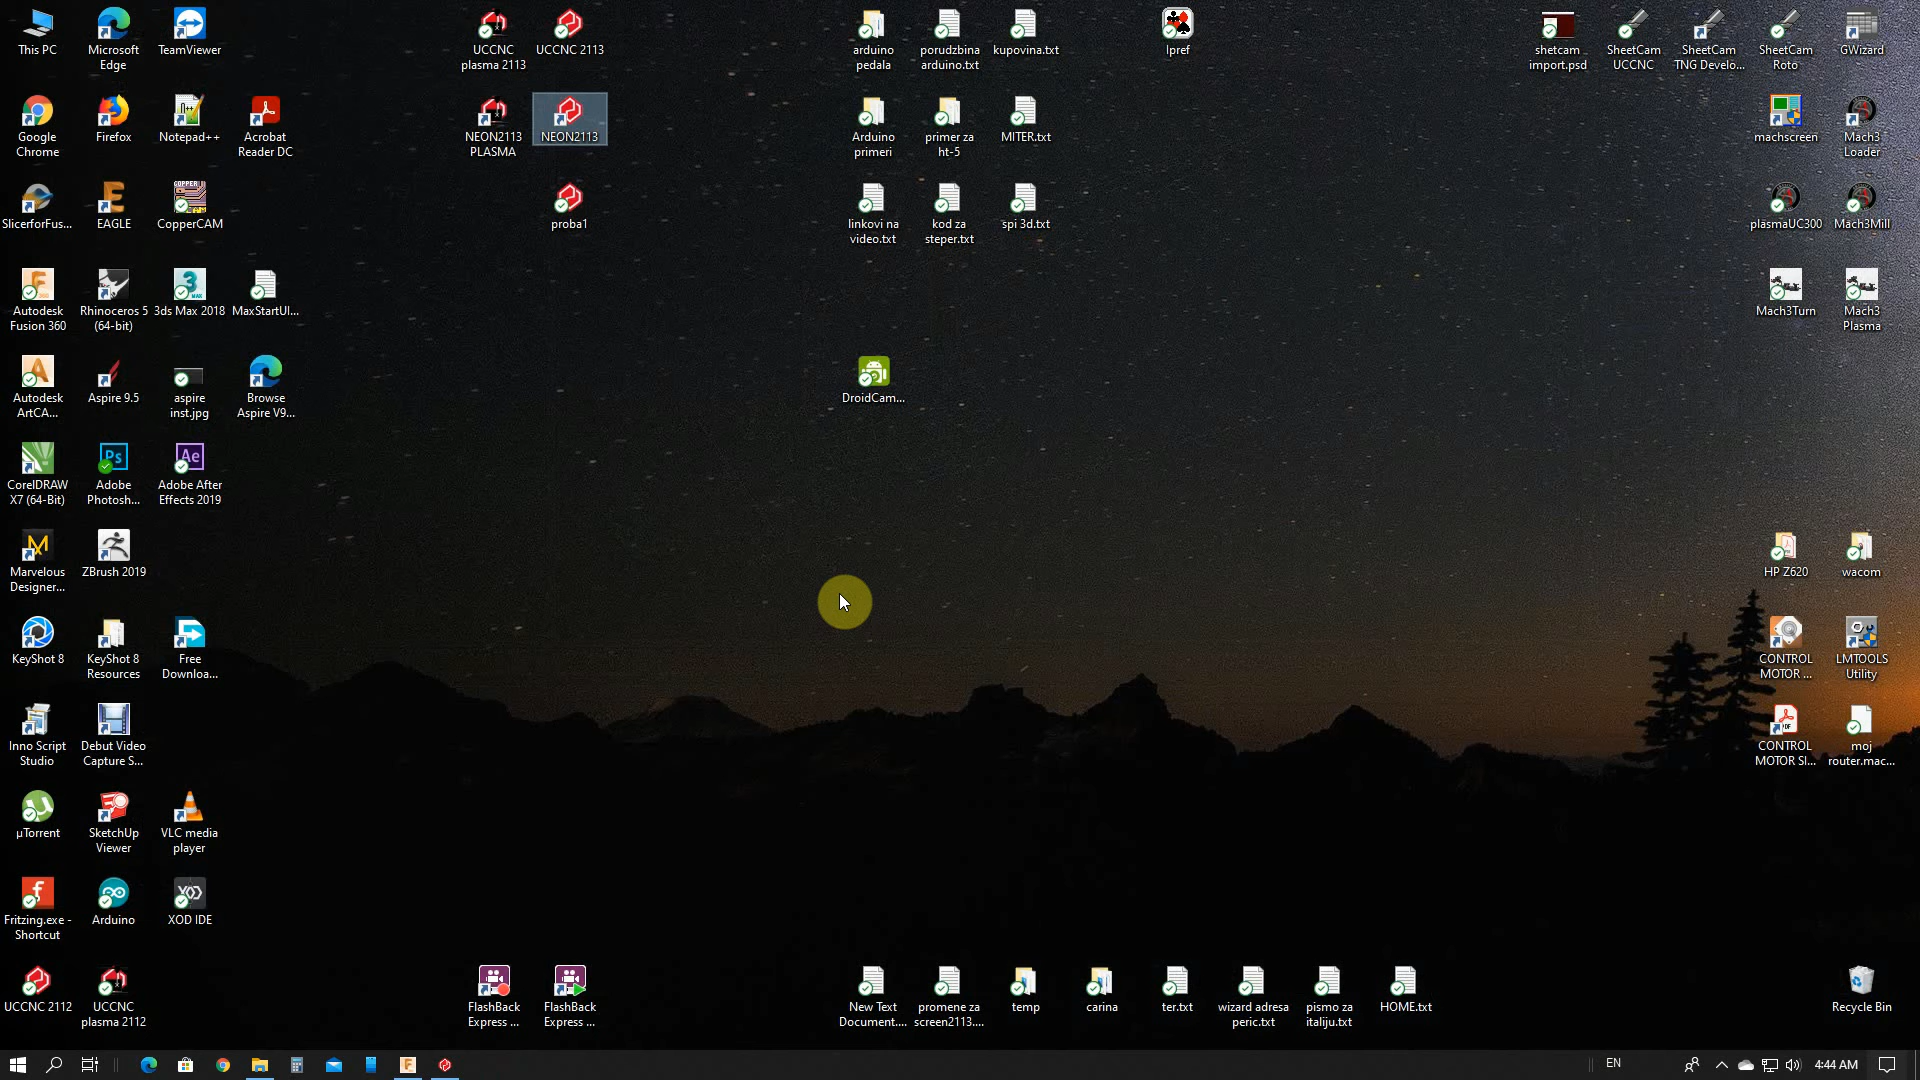 This PC
Microsoft
Edge
TeamViewer
UCCNC
plasma 2113
UCCNC 2113
arduino
pedala
porudzbina
arduino.txt
kupovina.txt
lpref
shetcam
import.psd
SheetCam
UCCNC
SheetCam
TNG Develo...
SheetCam
Roto
GWizard
Google
Chrome
Firefox
Notepad++
Acrobat
Reader DC
NEON2113
PLASMA
NEON2113
Arduino
primeri
primer za
ht-5
MITER.txt
machscreen
Mach3
Loader
SlicerforFus...
EAGLE
COPPER
CopperCAM
proba1
linkovi na
video.txt
kod za
steper.txt
spi 3d.txt
plasmaUC300
Mach3Mill
Autodesk
Fusion 360
Rhinoceros 5
(64-bit)
3ds Max 2018
MaxStartUI...
Mach3Turn
Mach3
Plasma
Autodesk
ArtCA...
Aspire 9.5
aspire
inst.jpg
Browse
Aspire V9...
DroidCam...
CorelDRAW
X7 (64-Bit)
Ps
Adobe
Photosh...
Ae
Adobe After
Effects 2019
Marvelous
Designer...
ZBrush 2019
HP Z620
wacom
KeyShot 8
KeyShot 8
Resources
Free
Downloa...
CONTROL
MOTOR ...
LMTOOLS
Utility
Inno Script
Studio
Debut Video
Capture S...
CONTROL
MOTOR SI...
moj
router.mac...
µTorrent
SketchUp
Viewer
VLC media
player
Fritzing.exe -
Shortcut
Arduino
XOD IDE
UCCNC 2112
UCCNC
plasma 2112
FlashBack
Express ...
FlashBack
Express ...
New Text
Document....
promene za
screen2113....
temp
carina
ter.txt
wizard adresa
peric.txt
pismo za
italiju.txt
HOME.txt
Recycle Bin
EN
4:44 AM